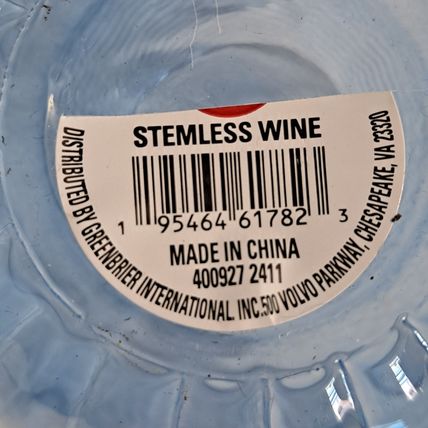 STEMLESS WINE
1 95464 61782 3
MADE IN CHINA
400927 2411
DISTRIBUTED BY GREENBRIER INTERNATIONAL. INC.500 VOLVO PARKWAY, CHESAPEAKE, VA 23320